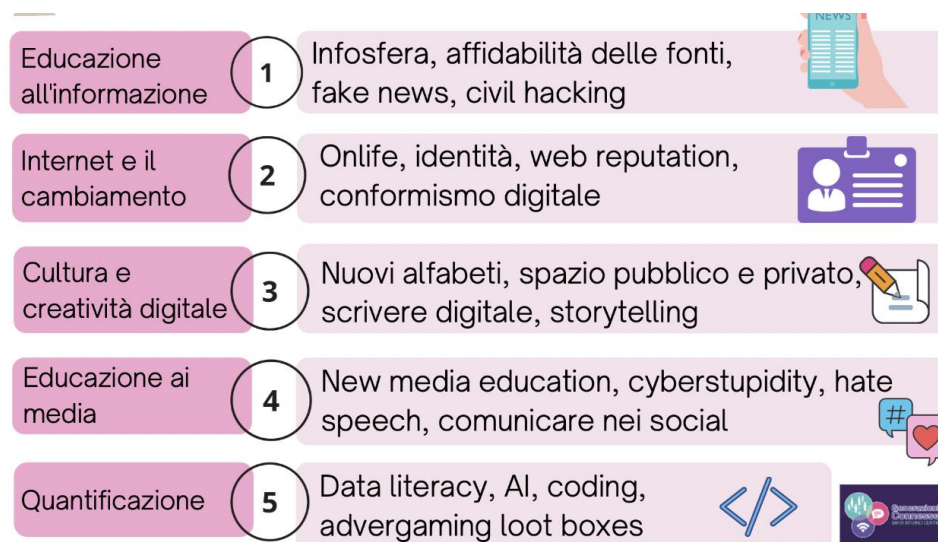 NEWS
Educazione
all'informazione
1
Infosfera, affidabilità delle fonti,
fake news, civil hacking
Internet e il
cambiamento
2
Onlife, identità, web reputation,
conformismo digitale
Cultura e
creatività digitale
3
Nuovi alfabeti, spazio pubblico e privato,
scrivere digitale, storytelling
Educazione ai
media
4
New media education, cyberstupidity, hate
speech, comunicare nei social
#
Quantificazione
5
Data literacy, AI, coding,
advergaming loot boxes
</>